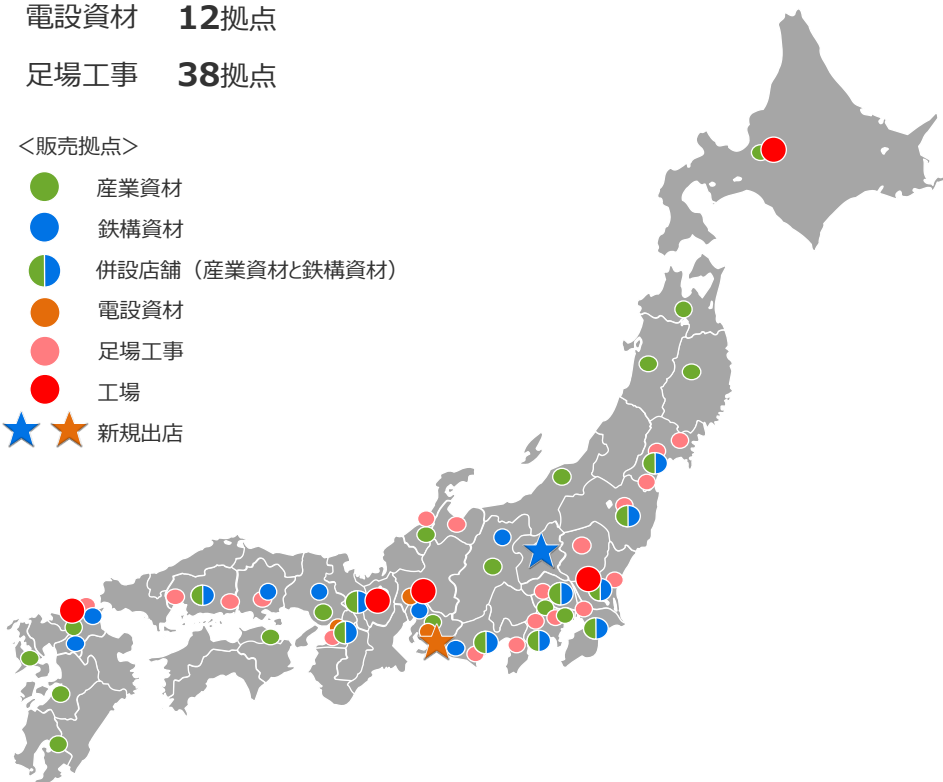 電設資材 12拠点
足場工事 38拠点
＜販売拠点＞
産業資材
鉄構資材
併設店舗（産業資材と鉄構資材）
電設資材
足場工事
工場
新規出店